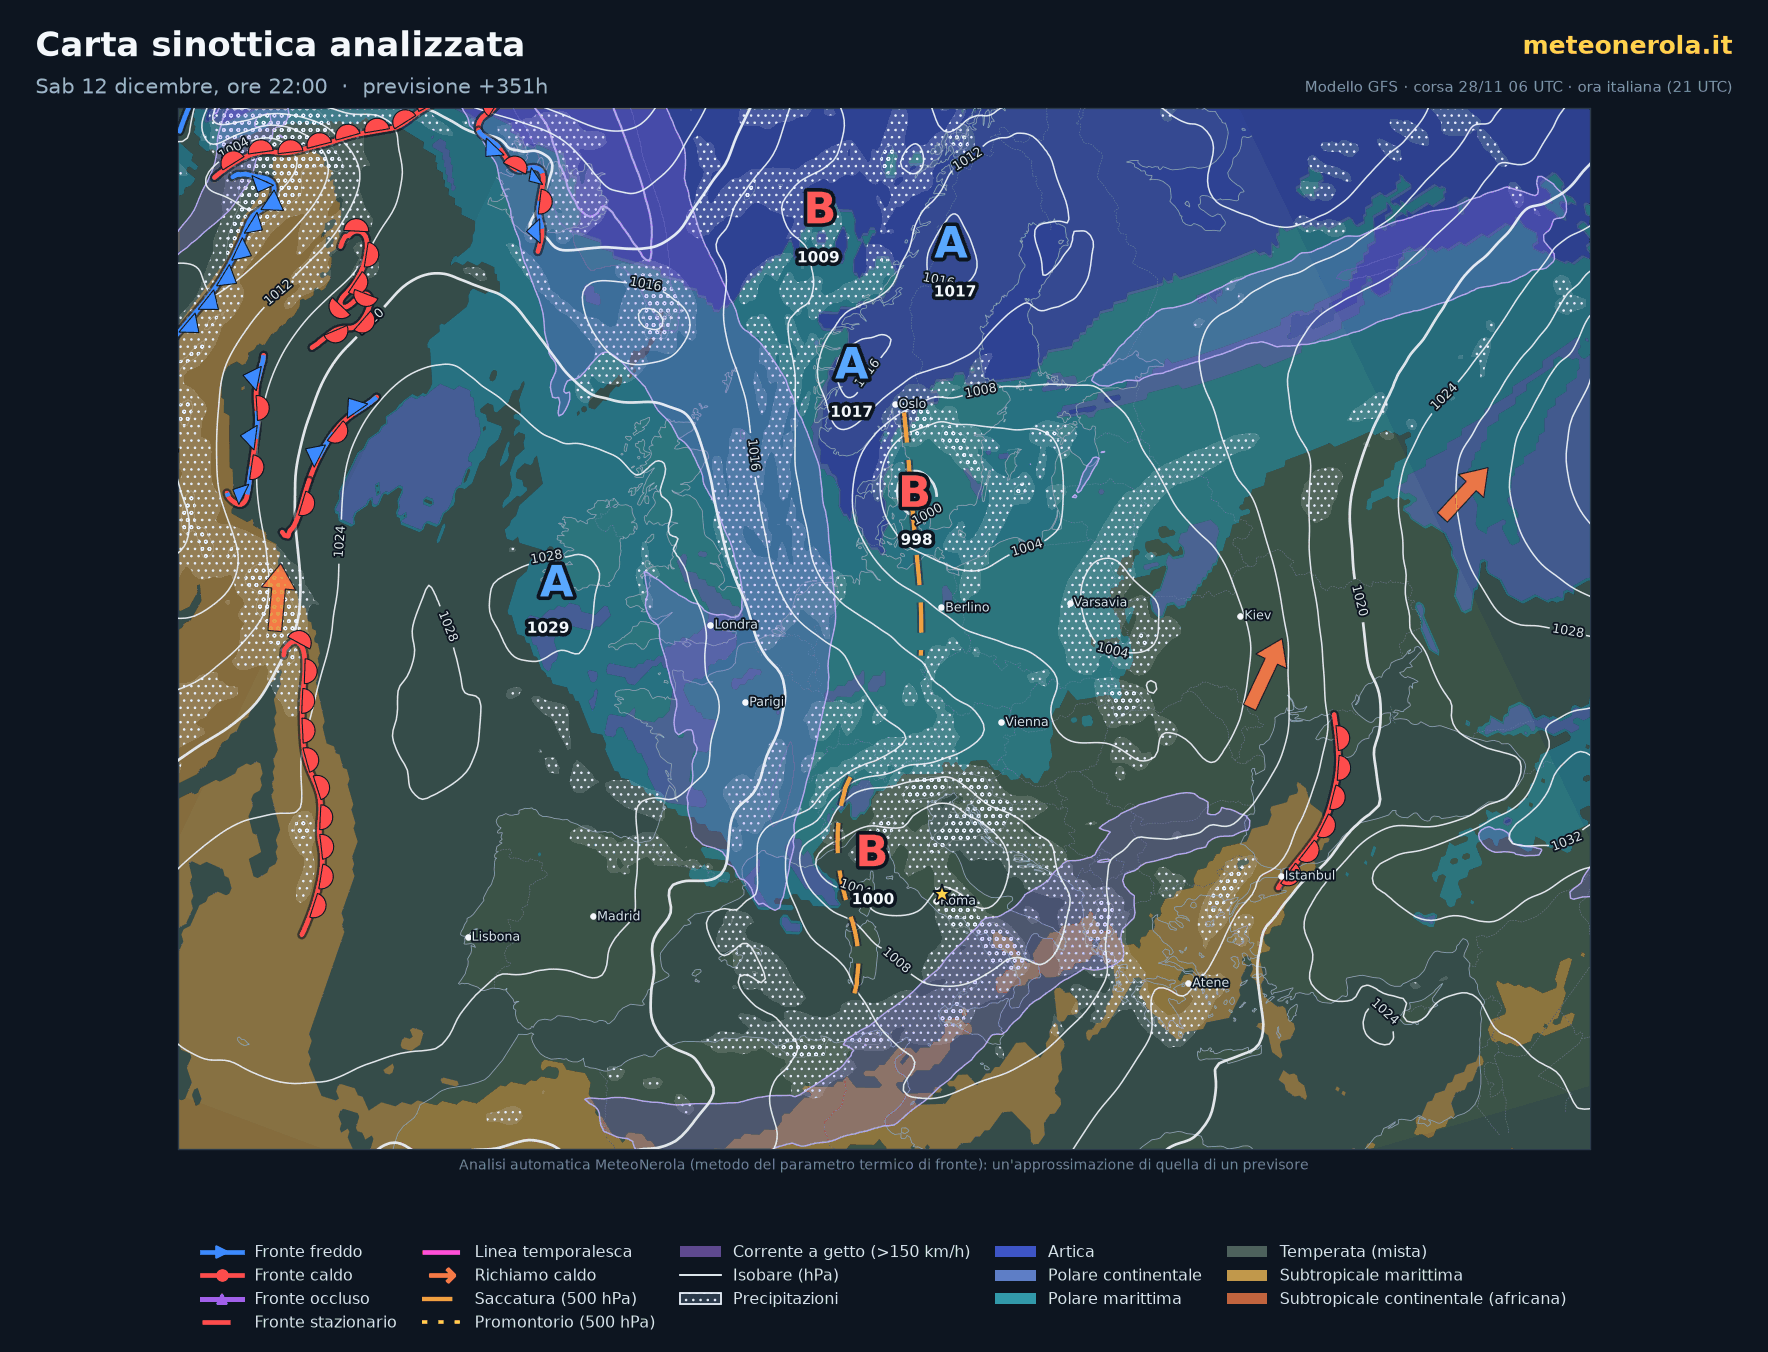 Carta sinottica analizzata
meteonerola.it
Sab 12 dicembre, ore 22:00 · previsione +351h
Modello GFS · corsa 28/11 06 UTC · ora italiana (21 UTC)
1004
1012
B
1009
A
1016
1017
1012
1016
A
1017
1016
Oslo
1008
1024
1016
B
1000
998
1004
1024
1028
A
1029
1028
Londra
Berlino
Varsavia
1004
Kiev
1020
1028
Parigi
Vienna
1032
B
1004
1000
Roma
Istanbul
Madrid
Lisbona
1008
Atene
1024
Analisi automatica MeteoNerola (metodo del parametro termico di fronte): un'approssimazione di quella di un previsore
Fronte freddo
Fronte caldo
Fronte occluso
Fronte stazionario
Linea temporalesca
Richiamo caldo
Saccatura (500 hPa)
Promontorio (500 hPa)
Corrente a getto (>150 km/h)
Isobare (hPa)
Precipitazioni
Artica
Polare continentale
Polare marittima
Temperata (mista)
Subtropicale marittima
Subtropicale continentale (africana)